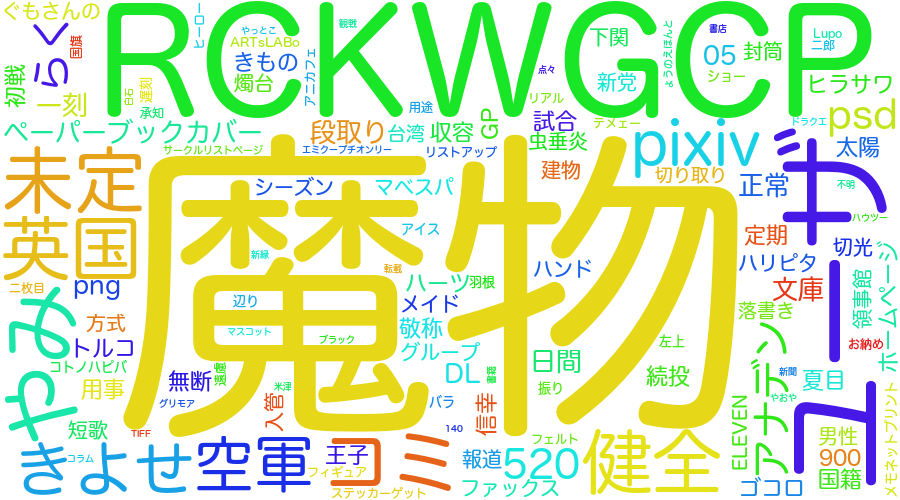 ぐもさんの
らく
国旗
初戦
一刻
ヒーロー
やっとこ
ARTsLABo
きもの
燭台
遅刻
承知
アニカフェ
観戦
RCKWGCP
下関
新党
書店
点々
05
ショー
封筒
Lupo
二郎
ヒラサワ
リアル
用途
テメェー
ドラクエ
psd
ペーパーブックカバー
段取り
台湾
収容
GP
試合
虫垂炎
pixiv
太陽
サークルリストページ
エミクープチオンリー
リストアップ
建物
切り取り
正常
不明
ハウツー
未定
英国
魔物
シーズン
マベスパ
アイス
ユーザ
定期
切光
ハリピタ
文庫
領事館
ホームページ
新緑
転載
ハーツ
羽根
ハンド
png
二枚目
辺り
メイド
敬称
グループ
方式
トルコ
マスコット
ブラック
左上
落書き
お納め
コトノハピバ
用事
無断
遠慮
米津
DL
書籍
日間
振り
続投
アナデン
新聞
夏目
やおや
グリモア
入管
バラ
信幸
140
やみ
短歌
TIFF
フェルト
ELEVEN
男性
900
国籍
メモネットプリント
きよせ
コラム
空軍
王子
フィギュア
コミ
ステッカーゲット
報道
520
ファックス
健全
ゴコロ